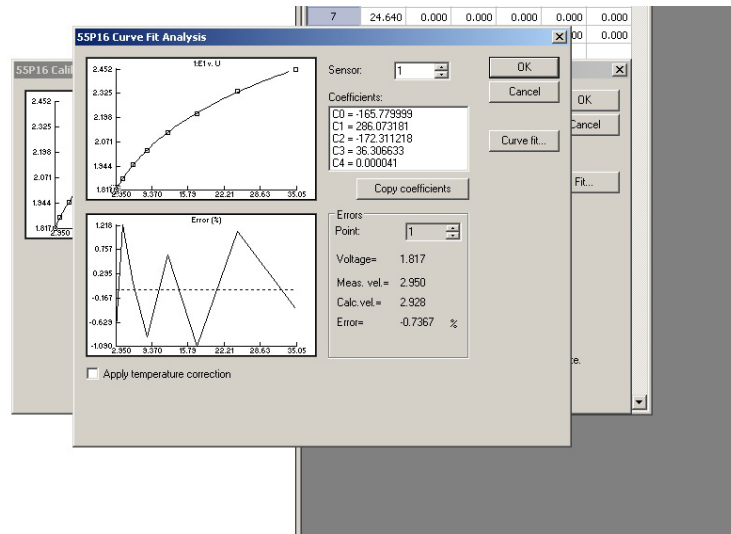 7 24.640 0.000 0.000 0.000 0.000 0.000
55P16 Curve Fit Analysis
00 0.000
55P16 Cali
2.452
2.325
2.198
2.071
1.944
1.817
2.950
OK
Cancel
Fit...
te.
1:E1 v. U
2.452
2.325
2.198
2.071
1.944
1.817
2.950 9.370 15.79 22.21 28.63 35.05
Sensor: 1
Coefficients:
C0 = -165.779999
C1 = 286.073181
C2 = -172.311218
C3 = 36.306633
C4 = 0.000041
Copy coefficients
OK
Cancel
Curve fit...
Error (%)
1.218
0.757
0.295
-0.167
-0.629
-1.090
2.950 9.370 15.79 22.21 28.63 35.05
Errors
Point: 1
Voltage= 1.817
Meas. vel.= 2.950
Calc.vel.= 2.928
Error= -0.7367 %
Apply temperature correction